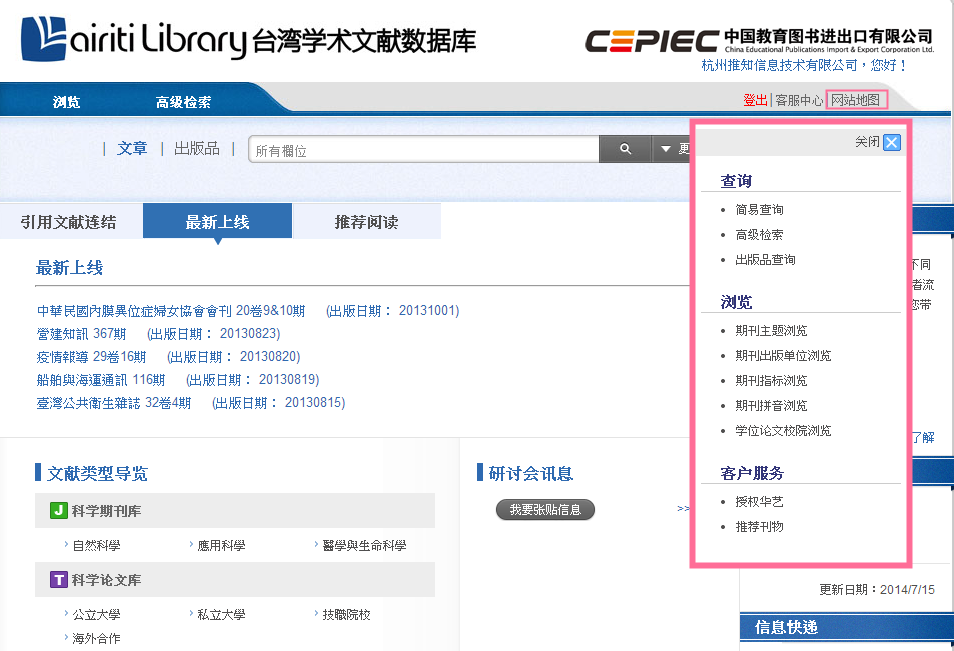 airiti Library 台湾学术文献数据库
CEPIEC 中国教育图书进出口有限公司
China Educational Publications Import & Export Corporation Ltd.
杭州推知信息技术有限公司，您好！
浏览 高级检索
登出|客服中心 网站地图
| 文章 | 出版品 | 所有欄位 更
关闭
引用文献连结 最新上线 推荐阅读
最新上线
中華民國內膜異位症婦女協會會刊 20卷9&10期 (出版日期： 20131001)
營建知訊 367期 (出版日期： 20130823)
疫情報導 29卷16期 (出版日期： 20130820)
船舶與海運通訊 116期 (出版日期： 20130819)
臺灣公共衛生雜誌 32卷4期 (出版日期： 20130815)
查询
• 简易查询
• 高级检索
• 出版品查询
浏览
• 期刊主题浏览
• 期刊出版单位浏览
• 期刊指标浏览
• 期刊拼音浏览
• 学位论文校院浏览
客户服务
• 授权华艺
• 推荐刊物
不同
者流
您带
了解
文献类型导览
J 科学期刊库
自然科學 應用科學 醫學與生命科學
T 科学论文库
公立大學 私立大學 技職院校
海外合作
研讨会讯息
我要张贴信息 >>
更新日期：2014/7/15
信息快递